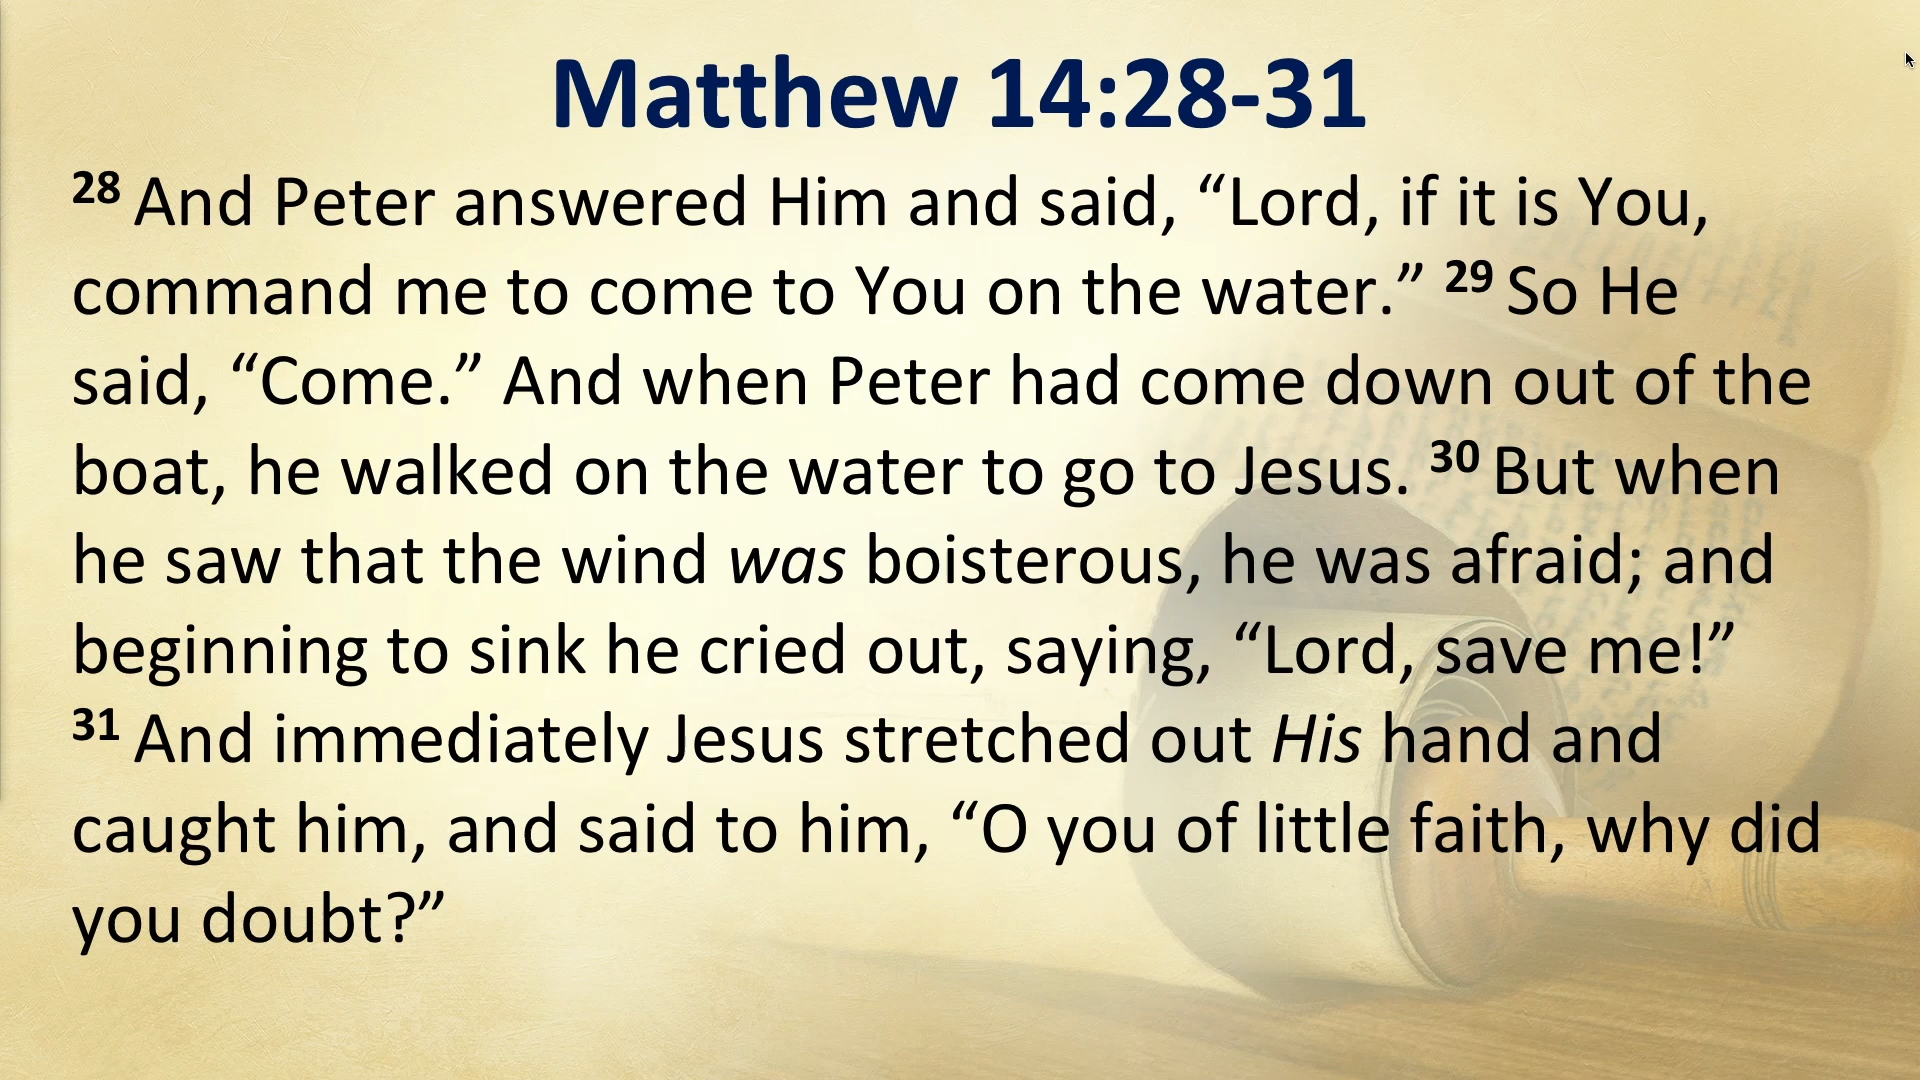 Matthew 14:28-31
28 And Peter answered Him and said, “Lord, if it is You,
command me to come to You on the water.” 29 So He
said, “Come.” And when Peter had come down out of the
boat, he walked on the water to go to Jesus. 30 But when
he saw that the wind was boisterous, he was afraid; and
beginning to sink he cried out, saying, “Lord, save me!”
31 And immediately Jesus stretched out His hand and
caught him, and said to him, “O you of little faith, why did
you doubt?”